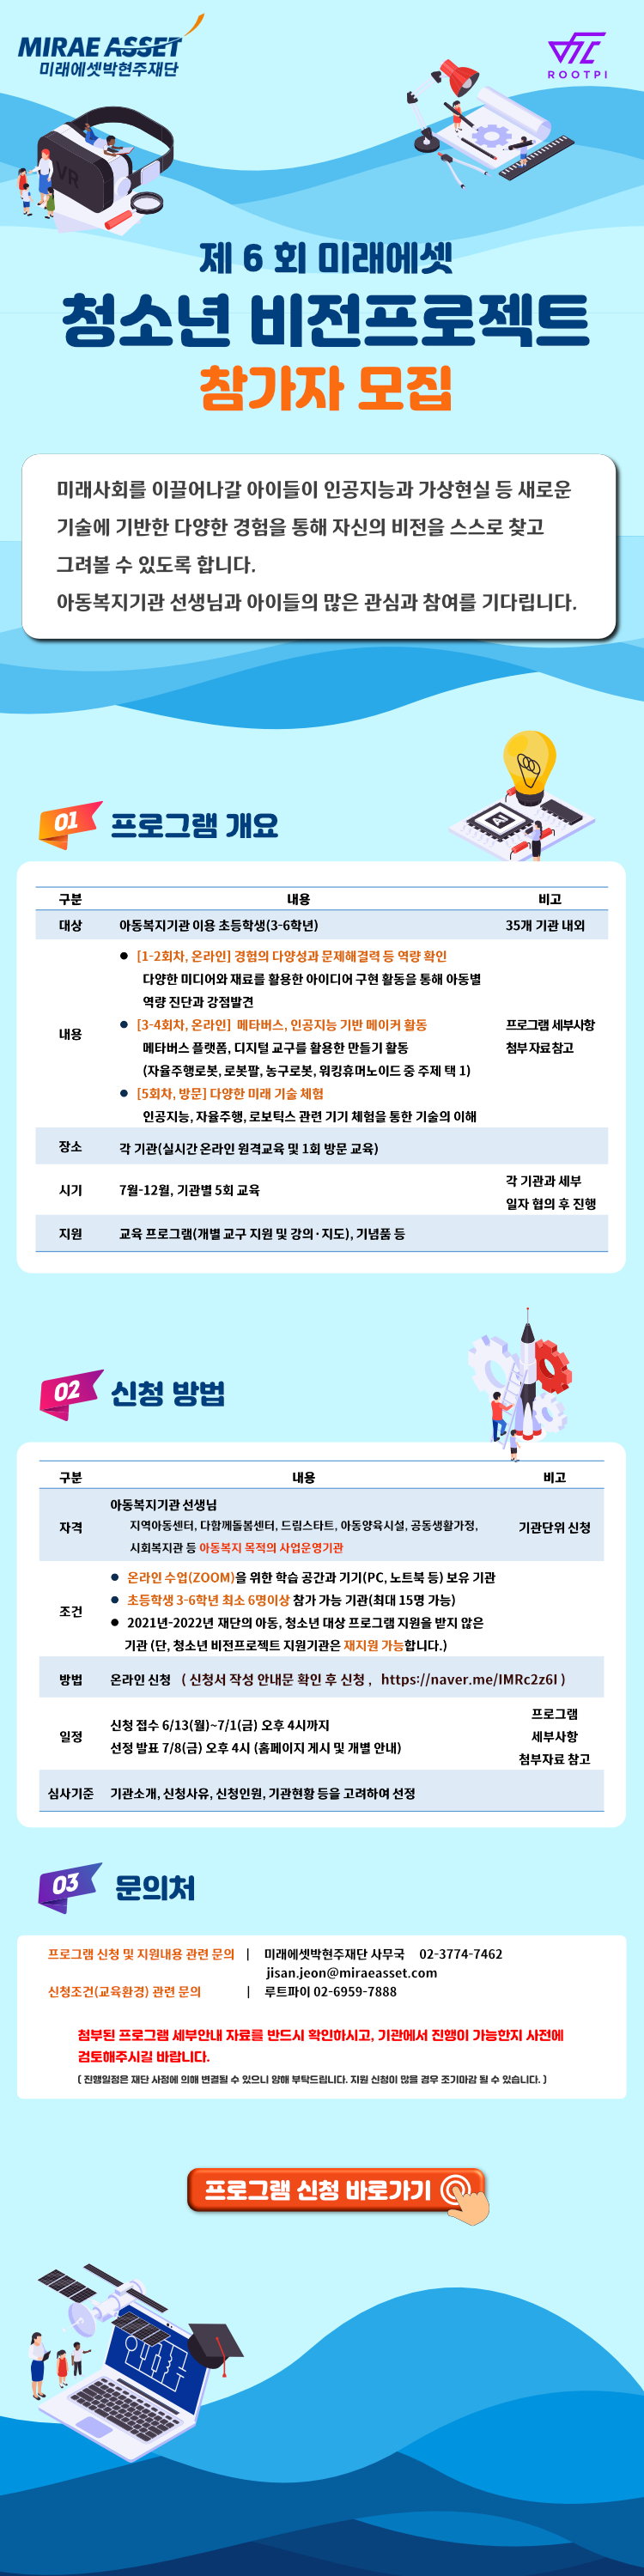 MIRAE ASSET
미래에셋박현주재단
ROOTPI
VR
제 6 회 미래에셋
청소년 비전프로젝트
참가자 모집
미래사회를 이끌어나갈 아이들이 인공지능과 가상현실 등 새로운
기술에 기반한 다양한 경험을 통해 자신의 비전을 스스로 찾고
그려볼 수 있도록 합니다.
아동복지기관 선생님과 아이들의 많은 관심과 참여를 기다립니다.
AI
01 프로그램 개요
구분 내용 비고
대상 아동복지기관 이용 초등학생(3-6학년) 35개 기관 내외
● [1-2회차, 온라인] 경험의 다양성과 문제해결력 등 역량 확인
다양한 미디어와 재료를 활용한 아이디어 구현 활동을 통해 아동별
역량 진단과 강점발견
● [3-4회차, 온라인] 메타버스, 인공지능 기반 메이커 활동 프로그램 세부사항
내용
메타버스 플랫폼, 디지털 교구를 활용한 만들기 활동 첨부자료참고
(자율주행로봇, 로봇팔, 농구로봇, 워킹휴머노이드 중 주제 택 1)
● [5회차, 방문] 다양한 미래 기술 체험
인공지능, 자율주행, 로보틱스 관련 기기 체험을 통한 기술의 이해
장소 각 기관(실시간 온라인 원격교육 및 1회 방문 교육)
시기 7월-12월, 기관별 5회 교육 각 기관과 세부
일자 협의 후 진행
지원 교육 프로그램(개별 교구 지원 및 강의·지도), 기념품 등
02 신청 방법
구분 내용 비고
아동복지기관 선생님
자격 지역아동센터, 다함께돌봄센터, 드림스타트, 아동양육시설, 공동생활가정, 기관단위 신청
시회복지관 등 아동복지 목적의 사업운영기관
● 온라인 수업(ZOOM)을 위한 학습 공간과 기기(PC, 노트북 등) 보유 기관
● 초등학생 3-6학년 최소 6명이상 참가 가능 기관(최대 15명 가능)
조건
● 2021년-2022년 재단의 아동, 청소년 대상 프로그램 지원을 받지 않은
기관 (단, 청소년 비전프로젝트 지원기관은 재지원 가능합니다.)
방법 온라인 신청 ( 신청서 작성 안내문 확인 후 신청 , https://naver.me/IMRc2z6I )
일정 신청 접수 6/13(월)~7/1(금) 오후 4시까지 프로그램
선정 발표 7/8(금) 오후 4시 (홈페이지 게시 및 개별 안내) 세부사항
첨부자료 참고
심사기준 기관소개, 신청사유, 신청인원, 기관현황 등을 고려하여 선정
03 문의처
프로그램 신청 및 지원내용 관련 문의 | 미래에셋박현주재단 사무국 02-3774-7462
jisan.jeon@miraeasset.com
신청조건(교육환경) 관련 문의 | 루트파이 02-6959-7888
첨부된 프로그램 세부안내 자료를 반드시 확인하시고, 기관에서 진행이 가능한지 사전에
검토해주시길 바랍니다.
( 진행일정은 재단 사정에 의해 변결될 수 있으니 양해 부탁드립니다. 지원 신청이 많을 경우 조기마감 될 수 있습니다. )
프로그램 신청 바로가기